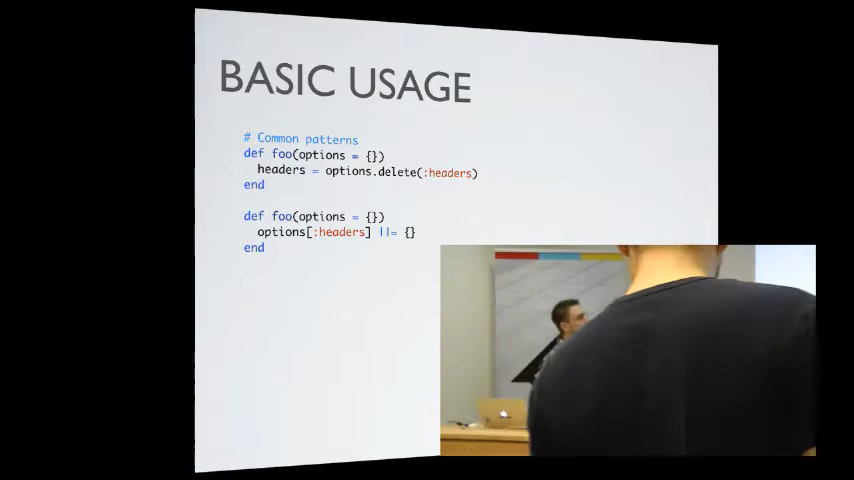 BASIC USAGE
# Common patterns
def foo(options = {})
headers = options.delete(:headers)
end
def foo(options = {})
options[:headers] ||= {}
end